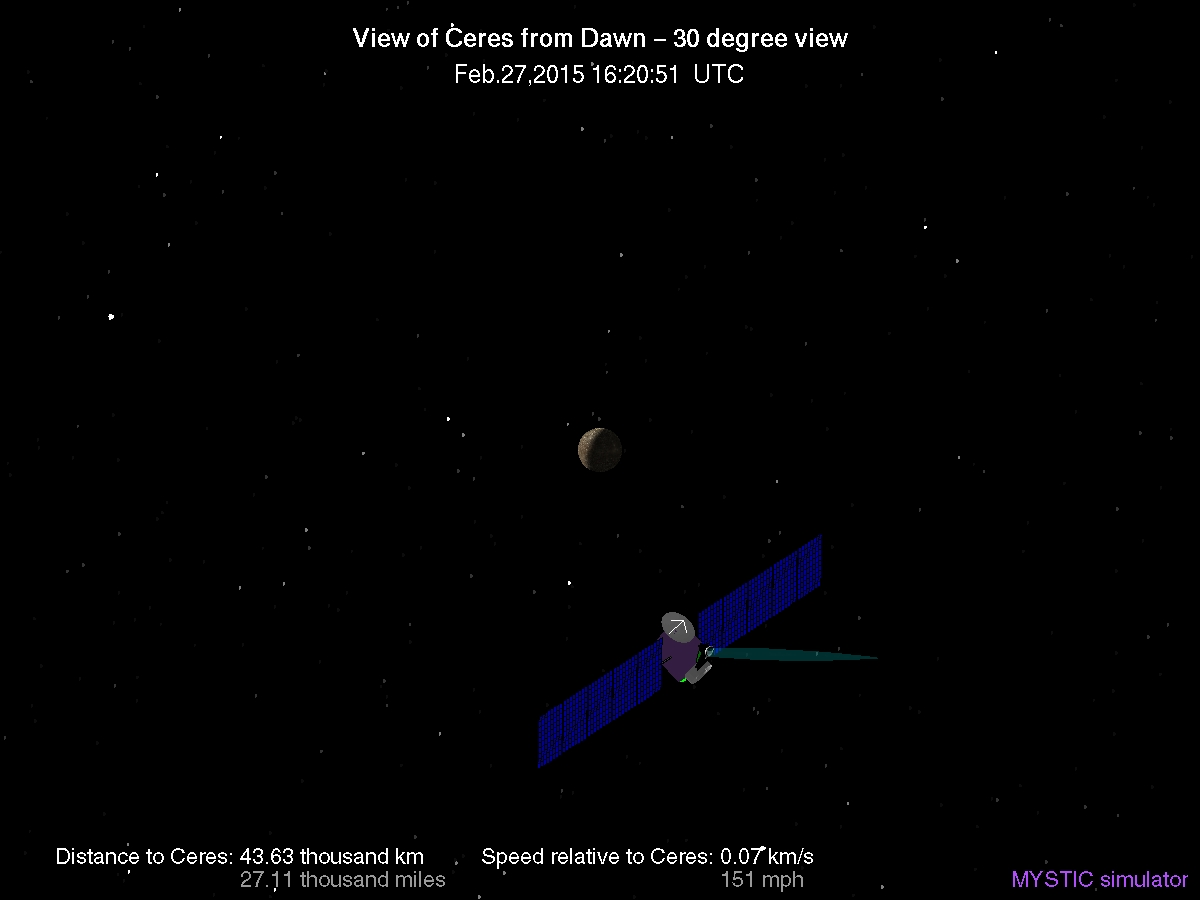 View of Ceres from Dawn – 30 degree view
Feb.27,2015 16:20:51 UTC
Distance to Ceres: 43.63 thousand km Speed relative to Ceres: 0.07 km/s
27.11 thousand miles 151 mph MYSTIC simulator